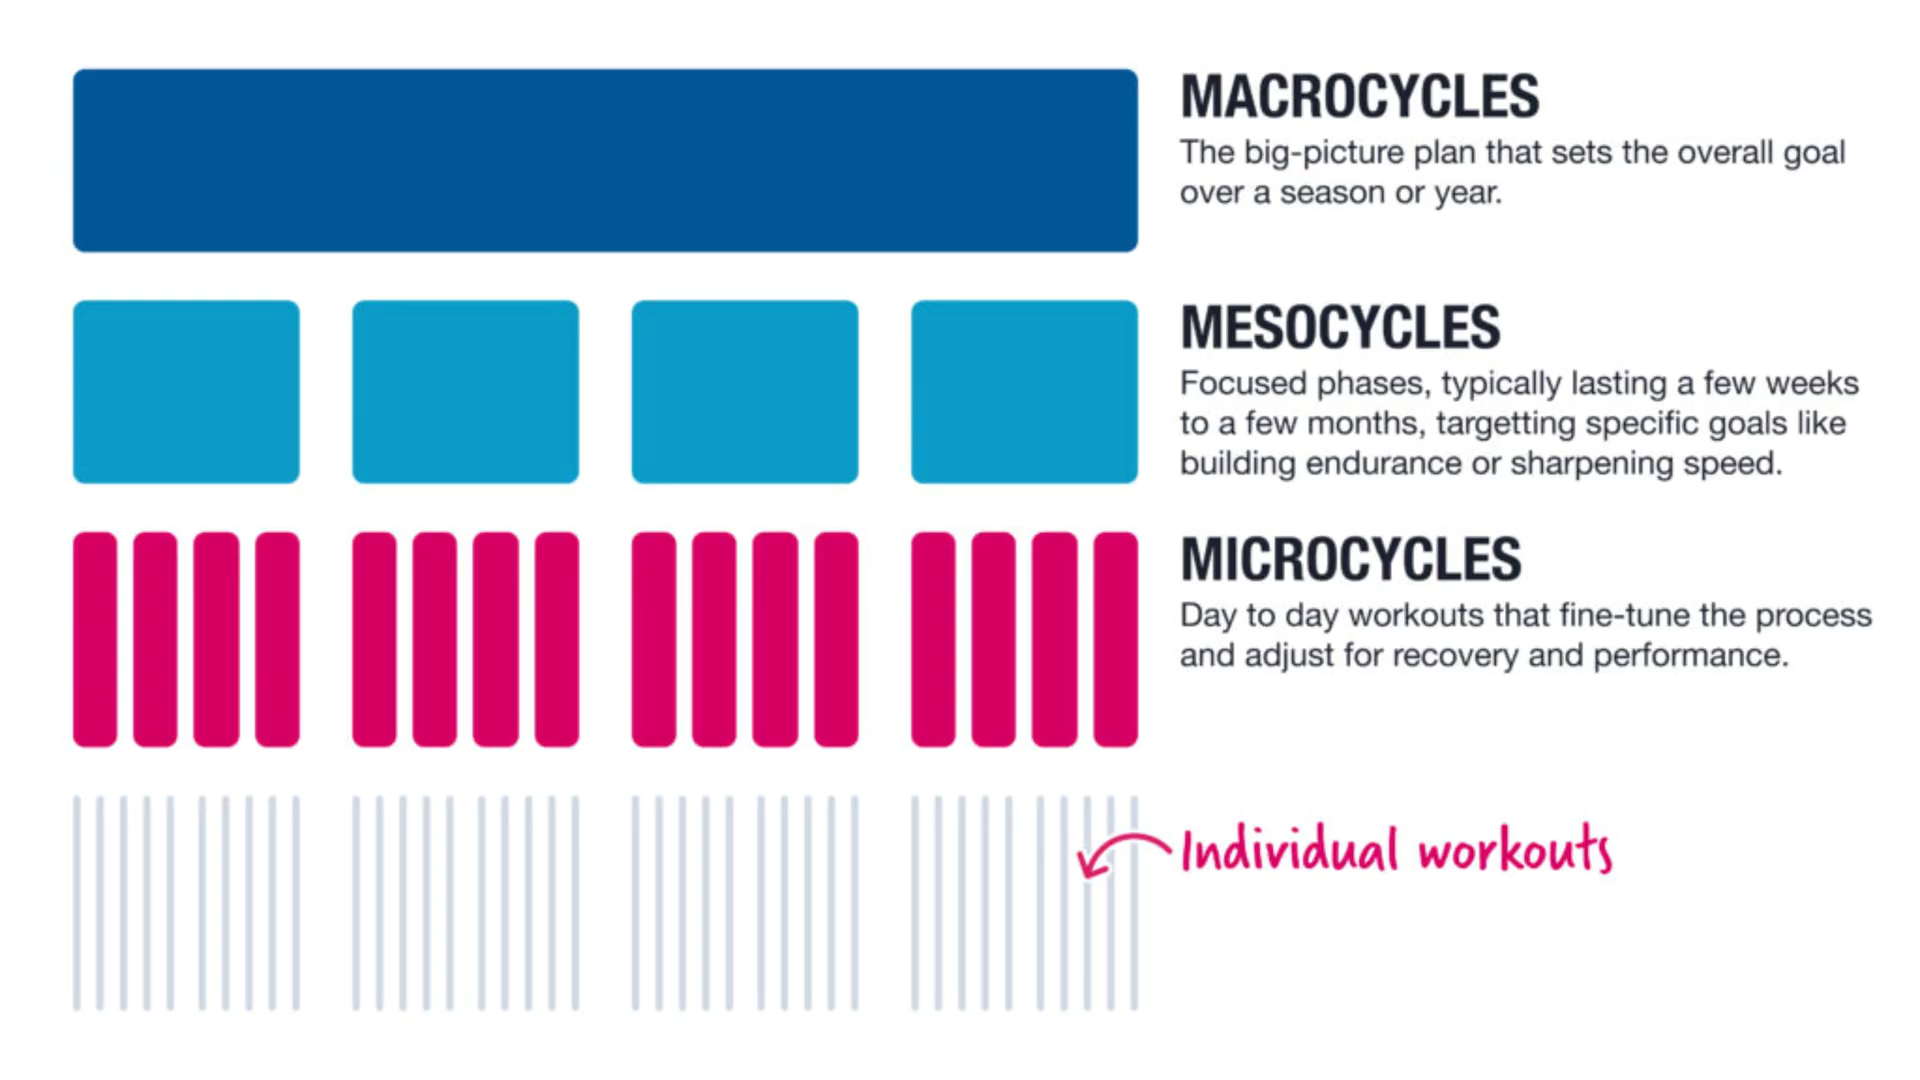 MACROCYCLES
The big-picture plan that sets the overall goal
over a season or year.
MESOCYCLES
Focused phases, typically lasting a few weeks
to a few months, targetting specific goals like
building endurance or sharpening speed.
MICROCYCLES
Day to day workouts that fine-tune the process
and adjust for recovery and performance.
Individual workouts